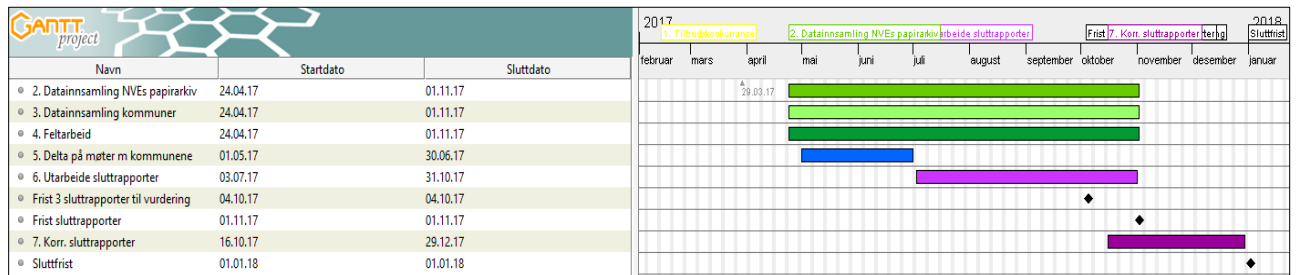 GANTT
project
2017 2018
1. Tilbudskonkurranse 2. Datainnsamling NVEs papirarkiv arbeide sluttrapporter Frist 7. Korr. sluttrapporter Sluttfrist
februar mars april mai juni juli august september oktober november desember januar
Navn Startdato Sluttdato
2. Datainnsamling NVEs papirarkiv 24.04.17 01.11.17
29.03.17
3. Datainnsamling kommuner 24.04.17 01.11.17
4. Feltarbeid 24.04.17 01.11.17
5. Delta på møter m kommunene 01.05.17 30.06.17
6. Utarbeide sluttrapporter 03.07.17 31.10.17
Frist 3 sluttrapporter til vurdering 04.10.17 04.10.17
Frist sluttrapporter 01.11.17 01.11.17
7. Korr. sluttrapporter 16.10.17 29.12.17
Sluttfrist 01.01.18 01.01.18